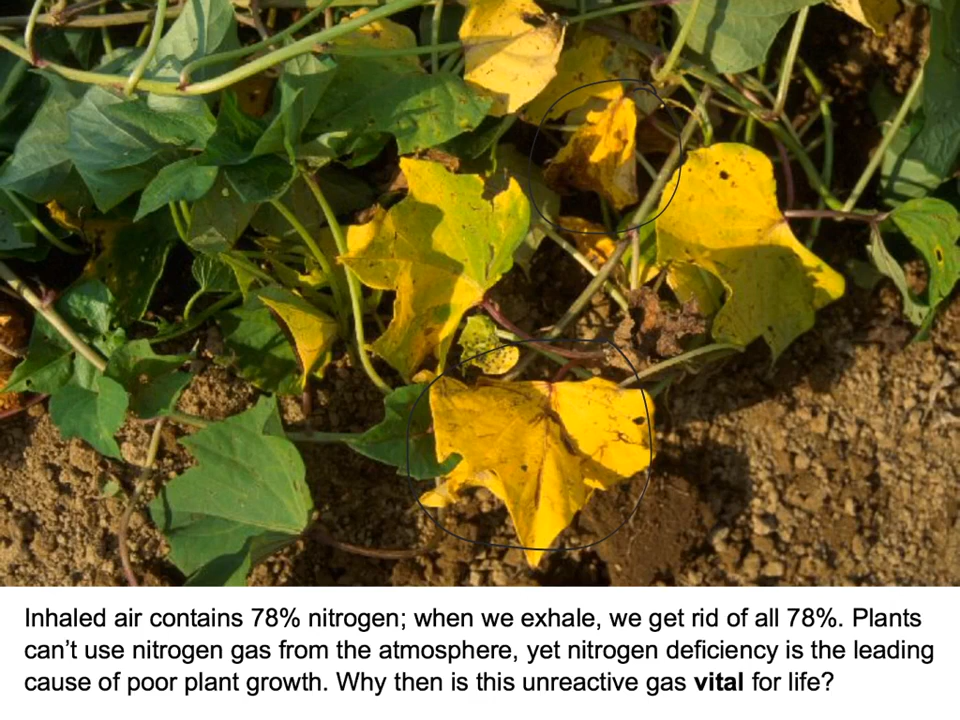 Inhaled air contains 78% nitrogen; when we exhale, we get rid of all 78%. Plants
can’t use nitrogen gas from the atmosphere, yet nitrogen deficiency is the leading
cause of poor plant growth. Why then is this unreactive gas vital for life?